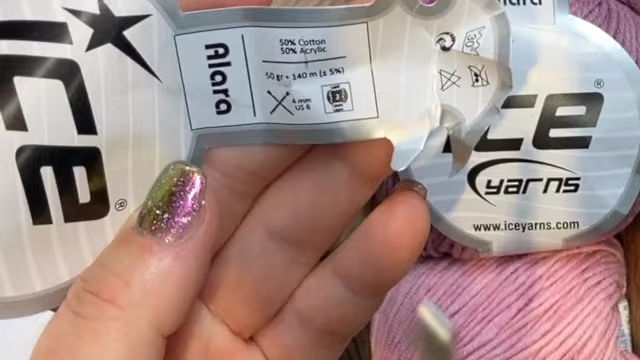 ICE
®
Alara
50% Cotton
50% Acrylic
50 gr - 140 m (± 5%)
4 mm
US 6
30
ICE
®
yarns
www.iceyarns.com